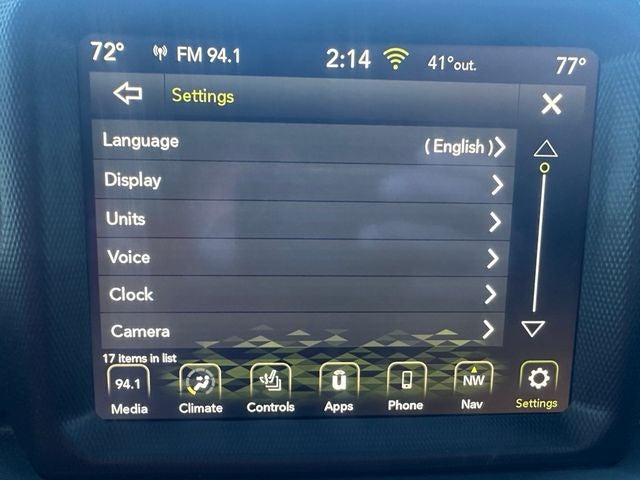 72° FM 94.1 2:14 41°out. 77°
Settings
Language (English)
Display
Units
Voice
Clock
Camera
17 items in list
94.1 ū NW
Media Climate Controls Apps Phone Nav Settings